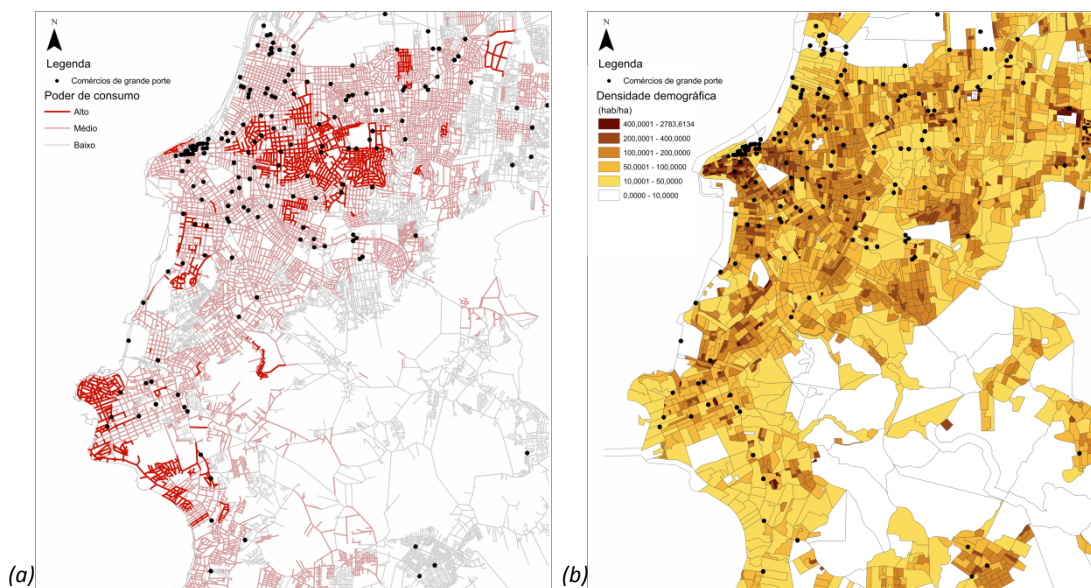 N
Legenda
Comércios de grande porte
Poder de consumo
Alto
Médio
Baixo
(a)
N
Legenda
Comércios de grande porte
Densidade demográfica
(hab/ha)
400,0001 - 2783,6134
200,0001 - 400,0000
100,0001 - 200,0000
50,0001 - 100,0000
10,0001 - 50,0000
0,0000 - 10,0000
(b)